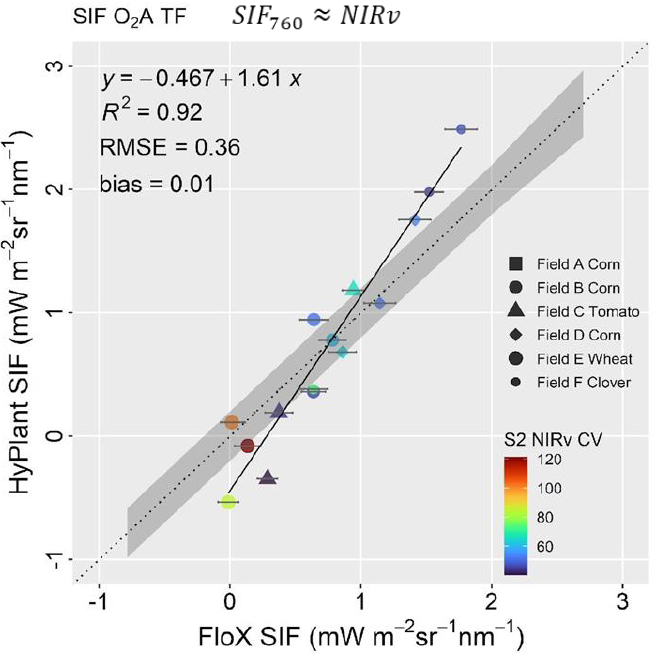 SIF O₂A TF SIF₇₆₀ ≈ NIRv
y = −0.467 + 1.61 x
R² = 0.92
RMSE = 0.36
bias = 0.01
HyPlant SIF (mW m⁻²sr⁻¹nm⁻¹)
3
2
1
0
-1
Field A Corn
Field B Corn
Field C Tomato
Field D Corn
Field E Wheat
Field F Clover
S2 NIRv CV
120
100
80
60
-1 0 1 2 3
FloX SIF (mW m⁻²sr⁻¹nm⁻¹)